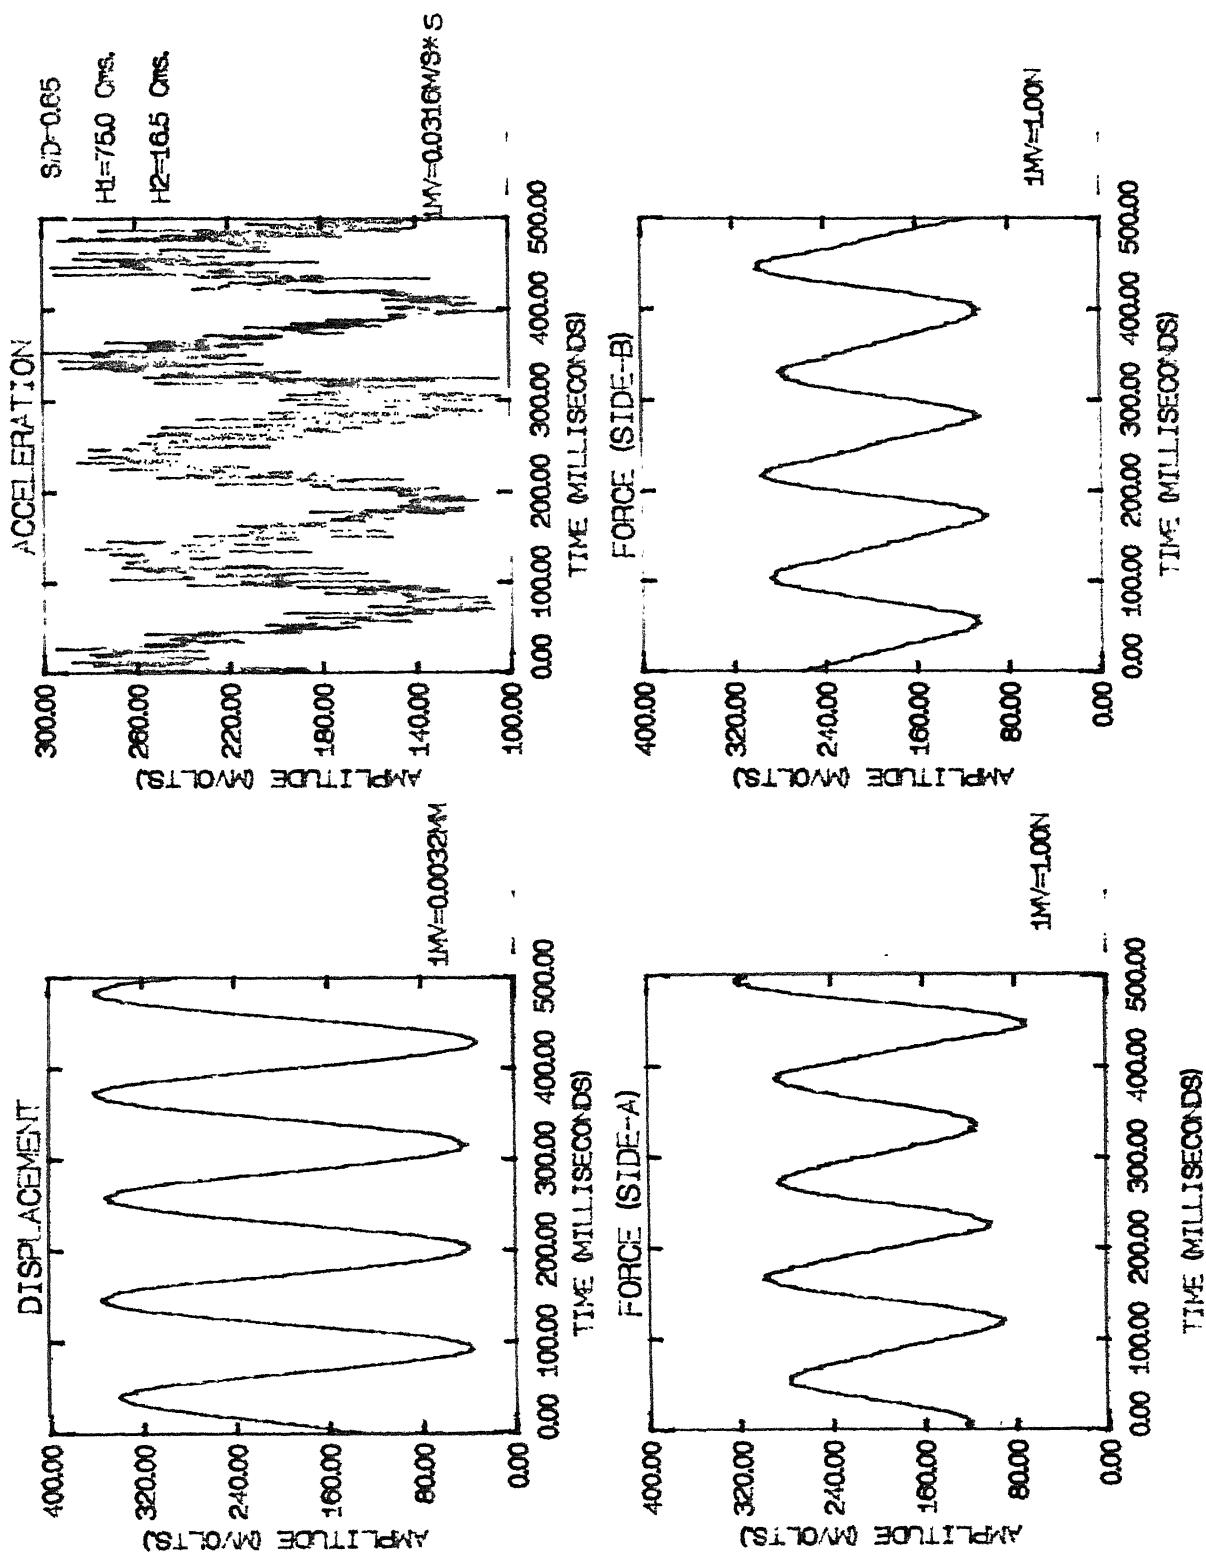 S/D=0.65
H1=75.0 Cms.
H2=16.5 Cms.
DISPLACEMENT
AMPLITUDE (MVOLTS)
400.00
320.00
240.00
160.00
80.00
0.00
0.00 100.00 200.00 300.00 400.00 500.00
TIME (MILLISECONDS)
1MV=0.0032MM
ACCELERATION
AMPLITUDE (MVOLTS)
300.00
260.00
220.00
180.00
140.00
100.00
0.00 100.00 200.00 300.00 400.00 500.00
TIME (MILLISECONDS)
1MV=0.0316M/S*S
FORCE (SIDE-A)
AMPLITUDE (MVOLTS)
400.00
320.00
240.00
160.00
80.00
0.00
0.00 100.00 200.00 300.00 400.00 500.00
TIME (MILLISECONDS)
1MV=1.00N
FORCE (SIDE-B)
AMPLITUDE (MVOLTS)
400.00
320.00
240.00
160.00
80.00
0.00
0.00 100.00 200.00 300.00 400.00 500.00
TIME (MILLISECONDS)
1MV=1.00N